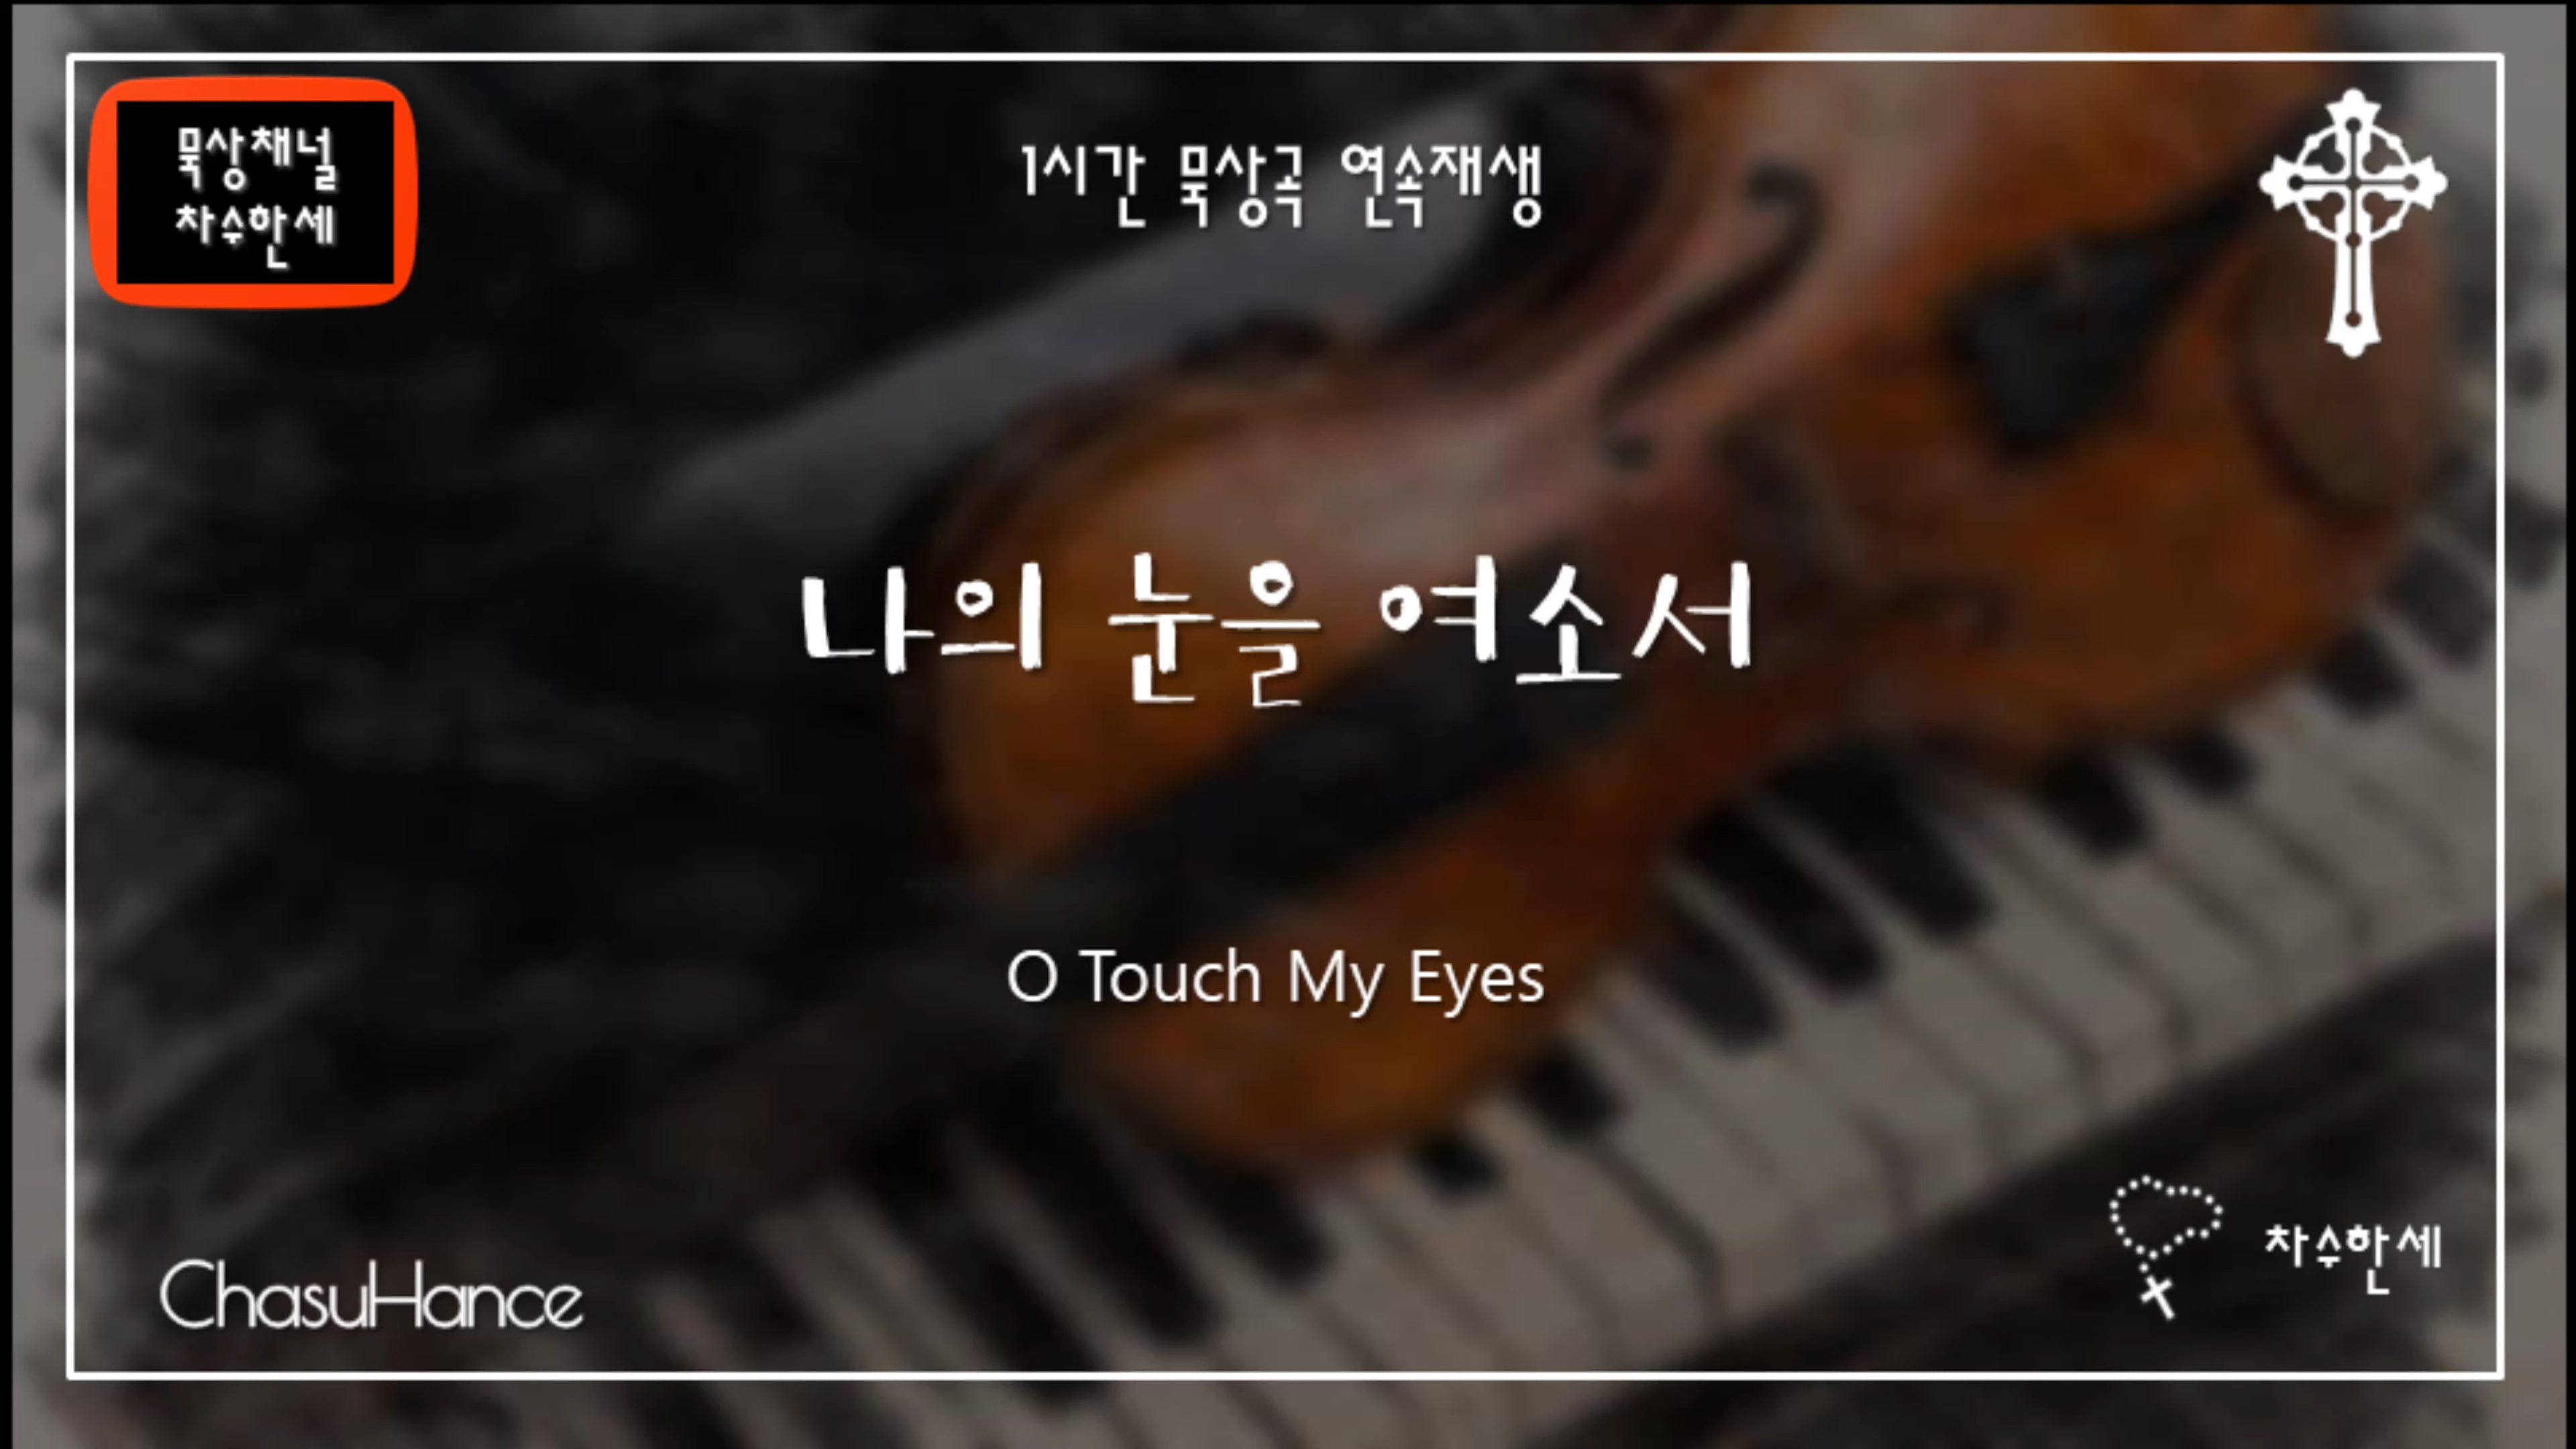 묵상채널
차수한세
1시간 묵상곡 연속재생
나의 눈을 여소서
O Touch My Eyes
ChasuHance
차수한세